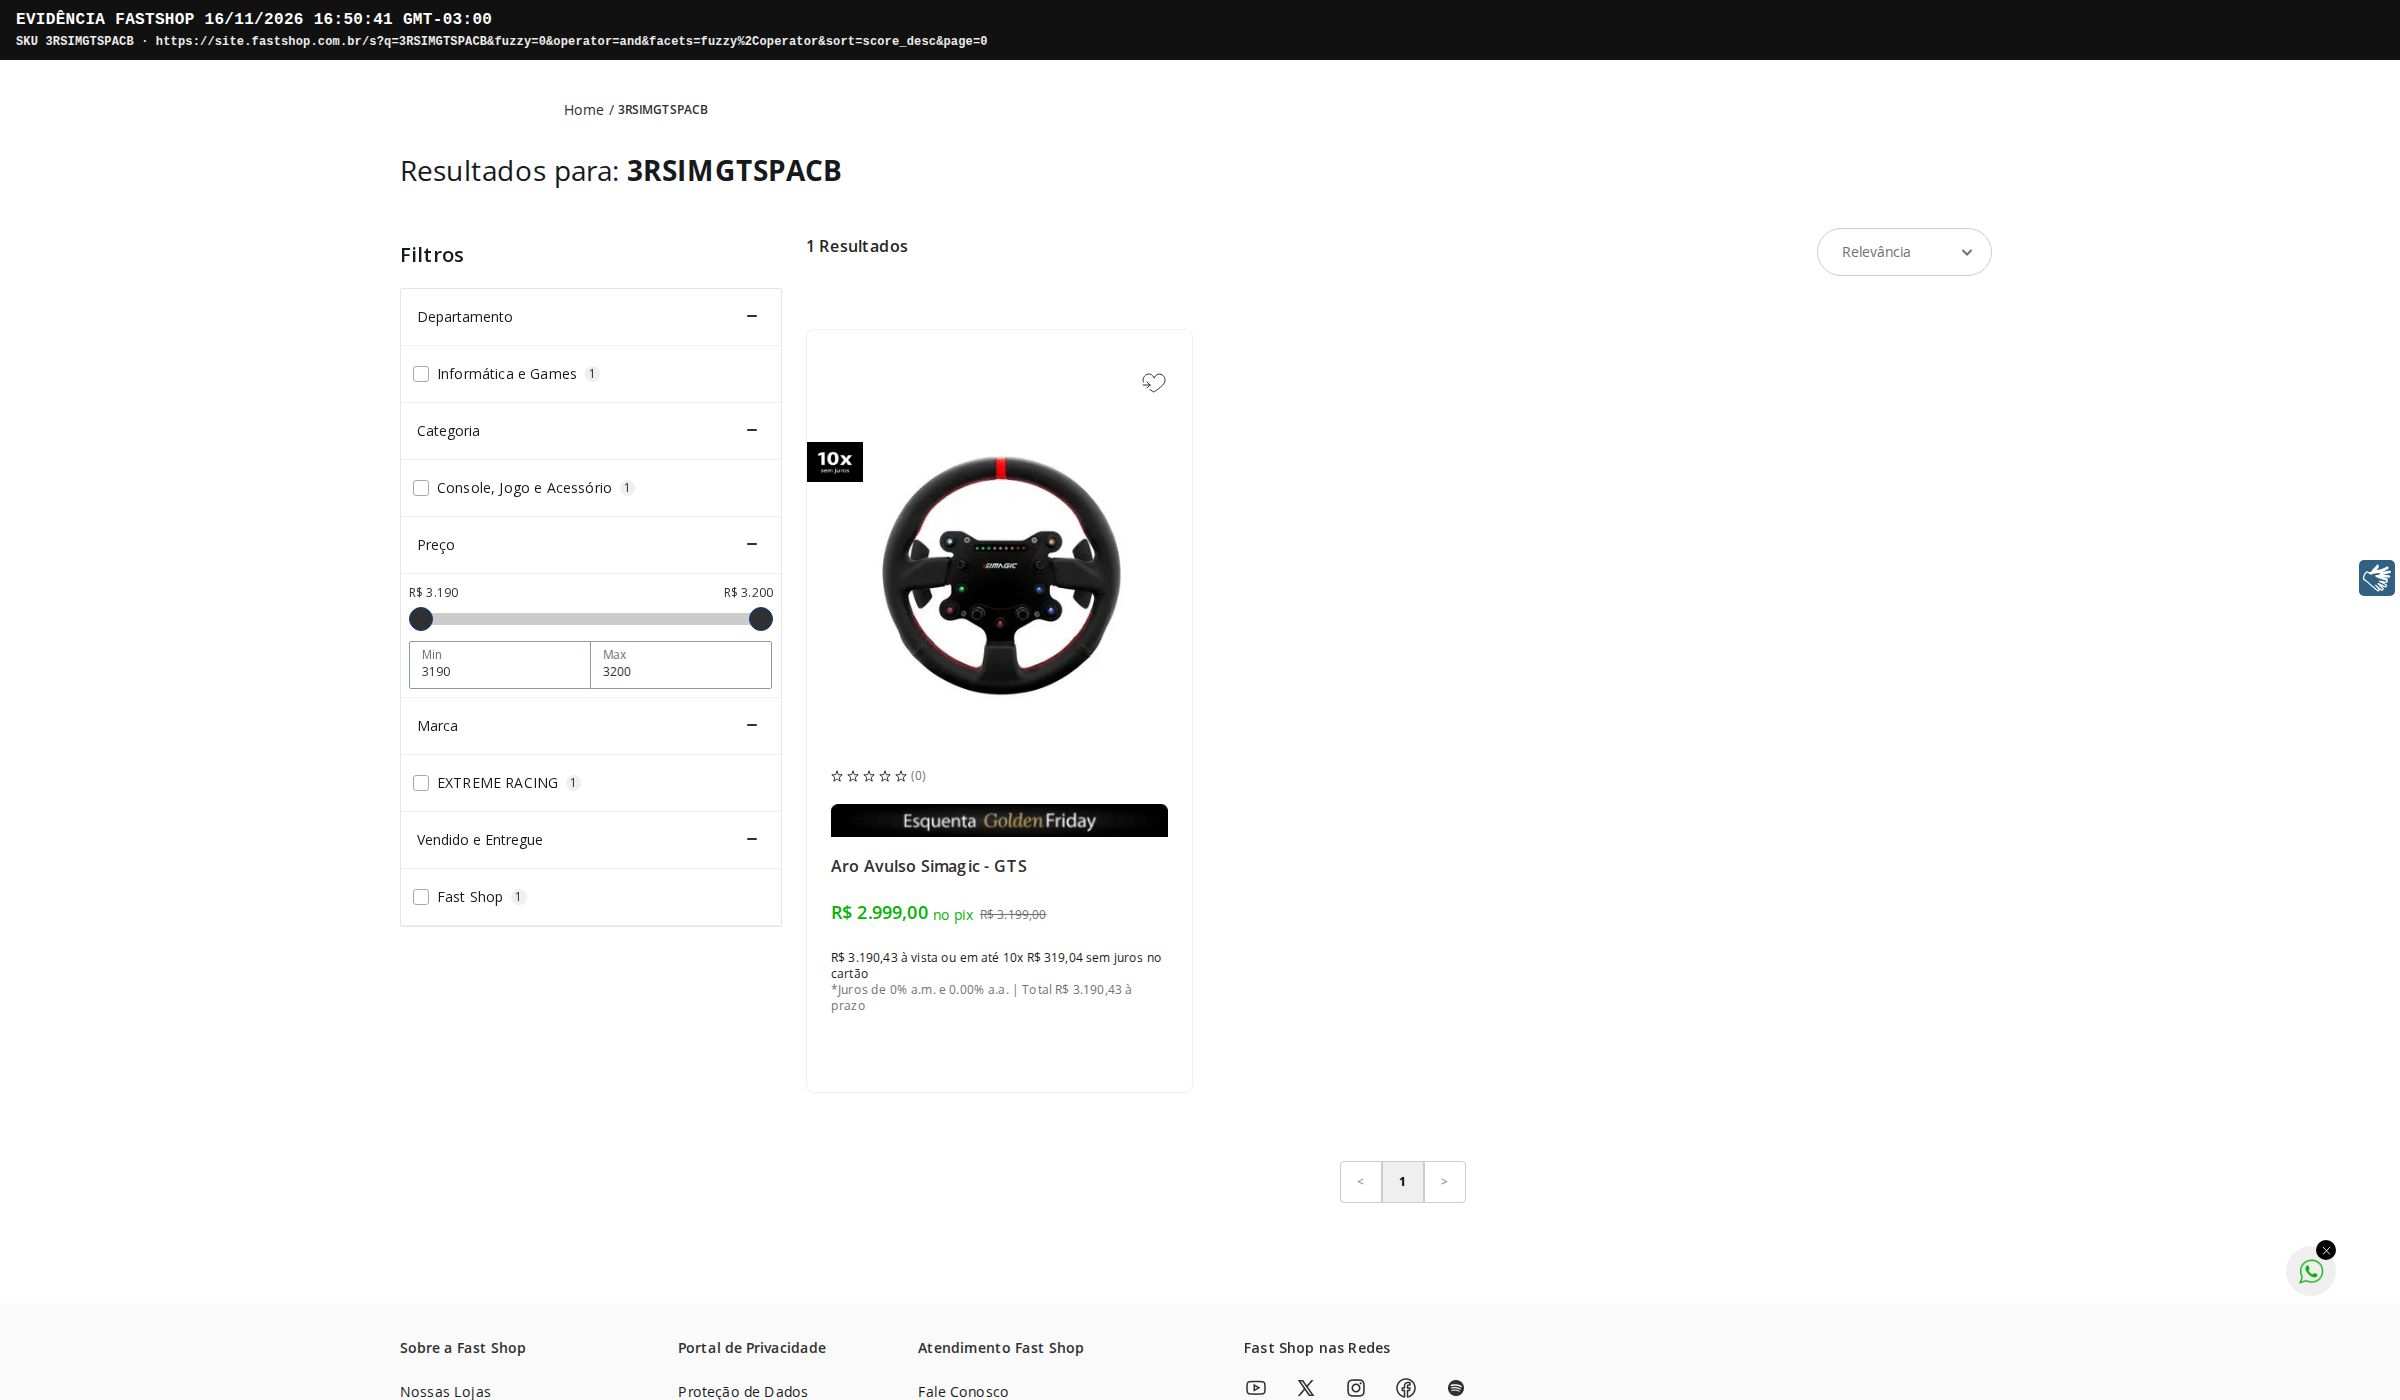 EVIDÊNCIA FASTSHOP 16/11/2026 16:50:41 GMT-03:00
SKU 3RSIMGTSPACB · https://site.fastshop.com.br/s?q=3RSIMGTSPACB&fuzzy=0&operator=and&facets=fuzzy%2Coperator&sort=score_desc&page=0
Home / 3RSIMGTSPACB
Resultados para: 3RSIMGTSPACB
Filtros
Departamento
Informática e Games 1
Categoria
Console, Jogo e Acessório 1
Preço
R$ 3.190 R$ 3.200
Min Max
3190 3200
Marca
EXTREME RACING 1
Vendido e Entregue
Fast Shop 1
1 Resultados
Relevância
10x
sem juros
SIMAGIC
(0)
Esquenta Golden Friday
Aro Avulso Simagic - GTS
R$ 2.999,00 no pix R$ 3.199,00
R$ 3.190,43 à vista ou em até 10x R$ 319,04 sem juros no
cartão
*Juros de 0% a.m. e 0.00% a.a. | Total R$ 3.190,43 à
prazo
< 1 >
Sobre a Fast Shop Portal de Privacidade Atendimento Fast Shop Fast Shop nas Redes
Nossas Lojas Proteção de Dados Fale Conosco